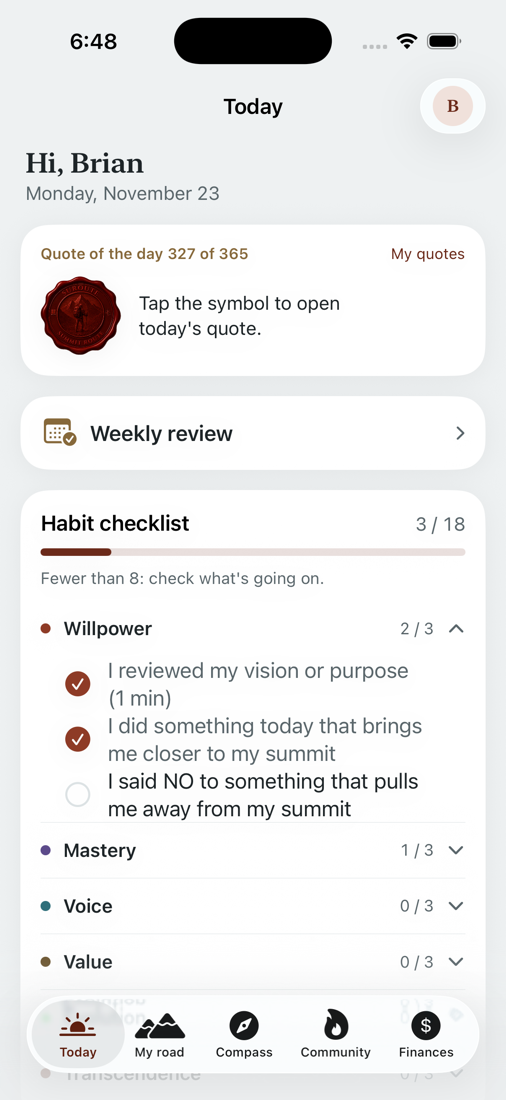 6:48
Today
B
Hi, Brian
Monday, November 23
Quote of the day 327 of 365
My quotes
Tap the symbol to open
today's quote.
Weekly review
Habit checklist
3 / 18
Fewer than 8: check what's going on.
Willpower
2 / 3
I reviewed my vision or purpose
(1 min)
I did something today that brings
me closer to my summit
I said NO to something that pulls
me away from my summit
Mastery
1 / 3
Voice
0 / 3
Value
0 / 3
Today
My road
Compass
Community
$
Finances
Transcendence
0 / 3